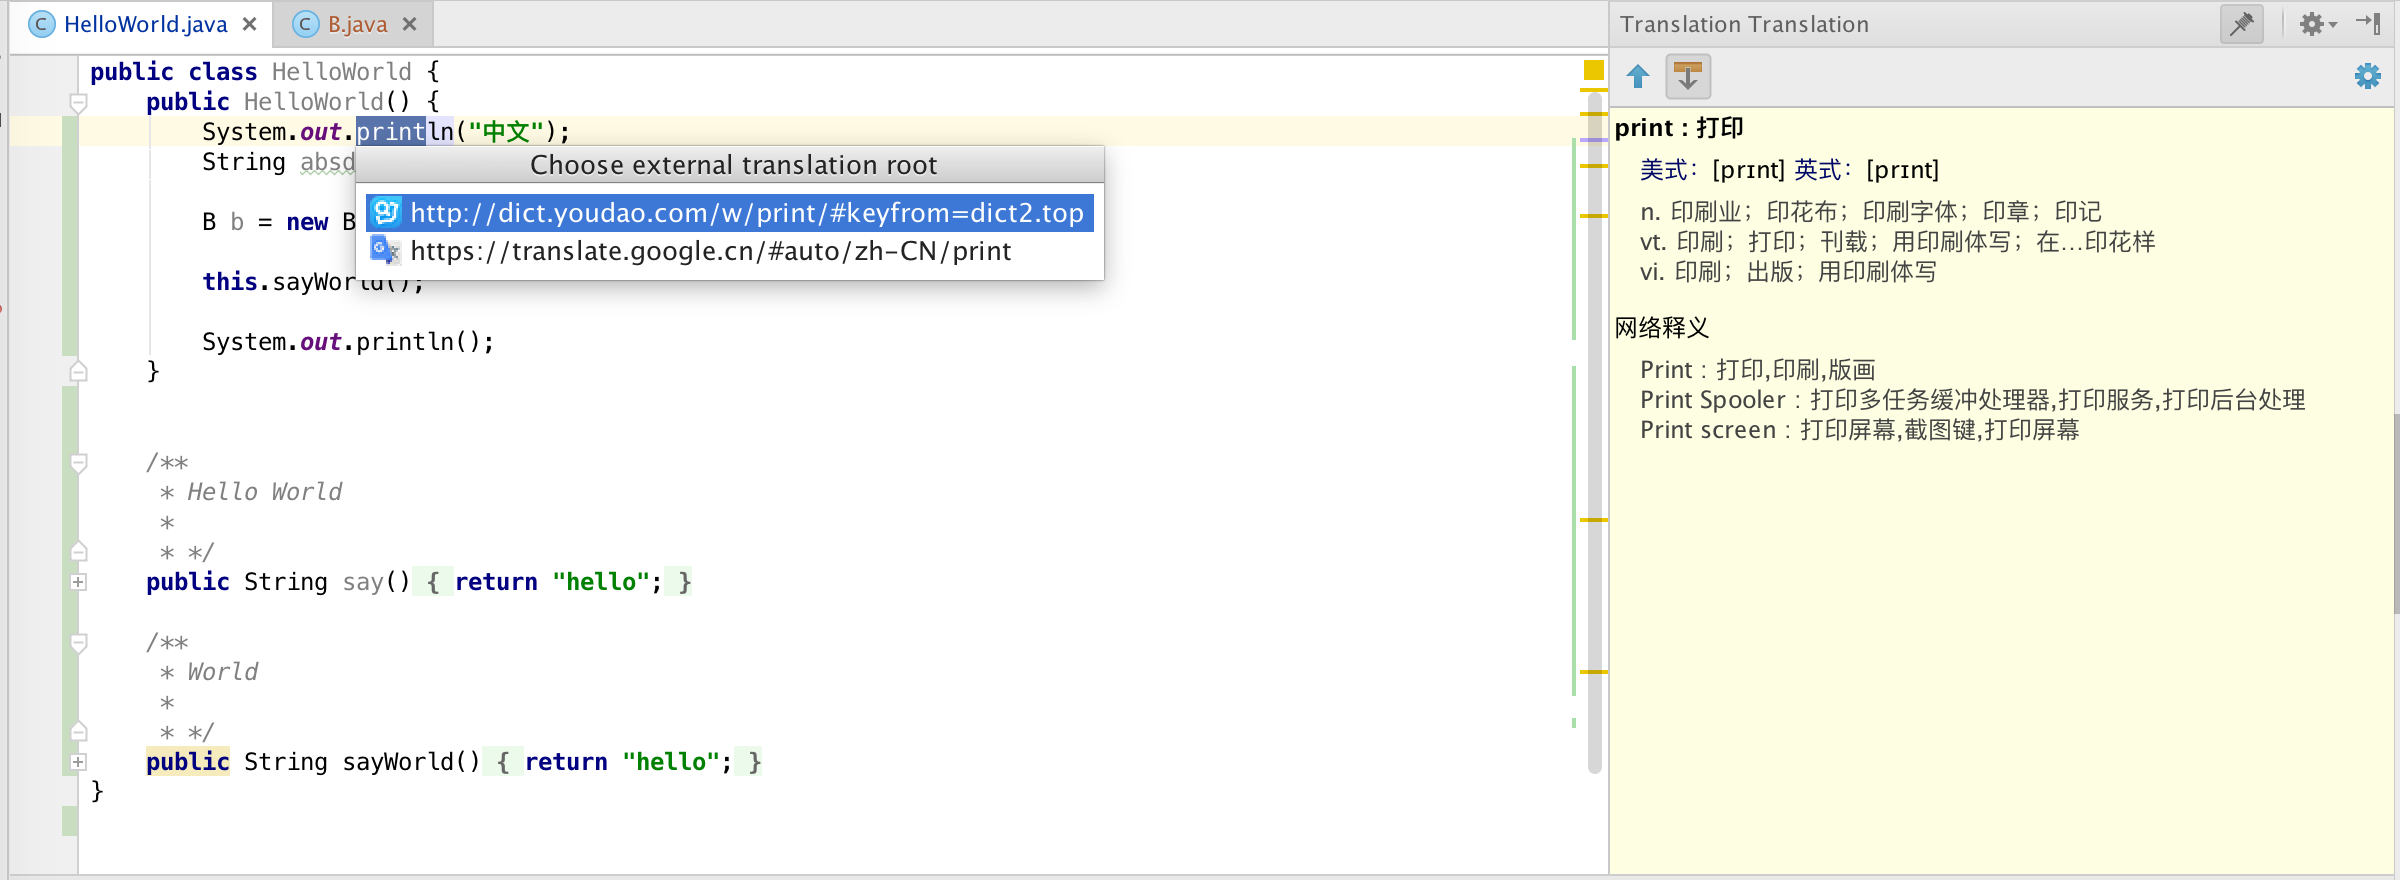 HelloWorld.java
B.java
public class HelloWorld {
public HelloWorld() {
System.out.println("中文");
String absd
Choose external translation root
http://dict.youdao.com/w/print/#keyfrom=dict2.top
https://translate.google.cn/#auto/zh-CN/print
B b = new B
this.sayWorld();
System.out.println();
}
/**
* Hello World
*
* */
public String say() { return "hello"; }
/**
* World
*
* */
public String sayWorld() { return "hello"; }
}
Translation Translation
print : 打印
美式：[prɪnt] 英式：[prɪnt]
n. 印刷业；印花布；印刷字体；印章；印记
vt. 印刷；打印；刊载；用印刷体写；在…印花样
vi. 印刷；出版；用印刷体写
网络释义
Print : 打印,印刷,版画
Print Spooler : 打印多任务缓冲处理器,打印服务,打印后台处理
Print screen : 打印屏幕,截图键,打印屏幕